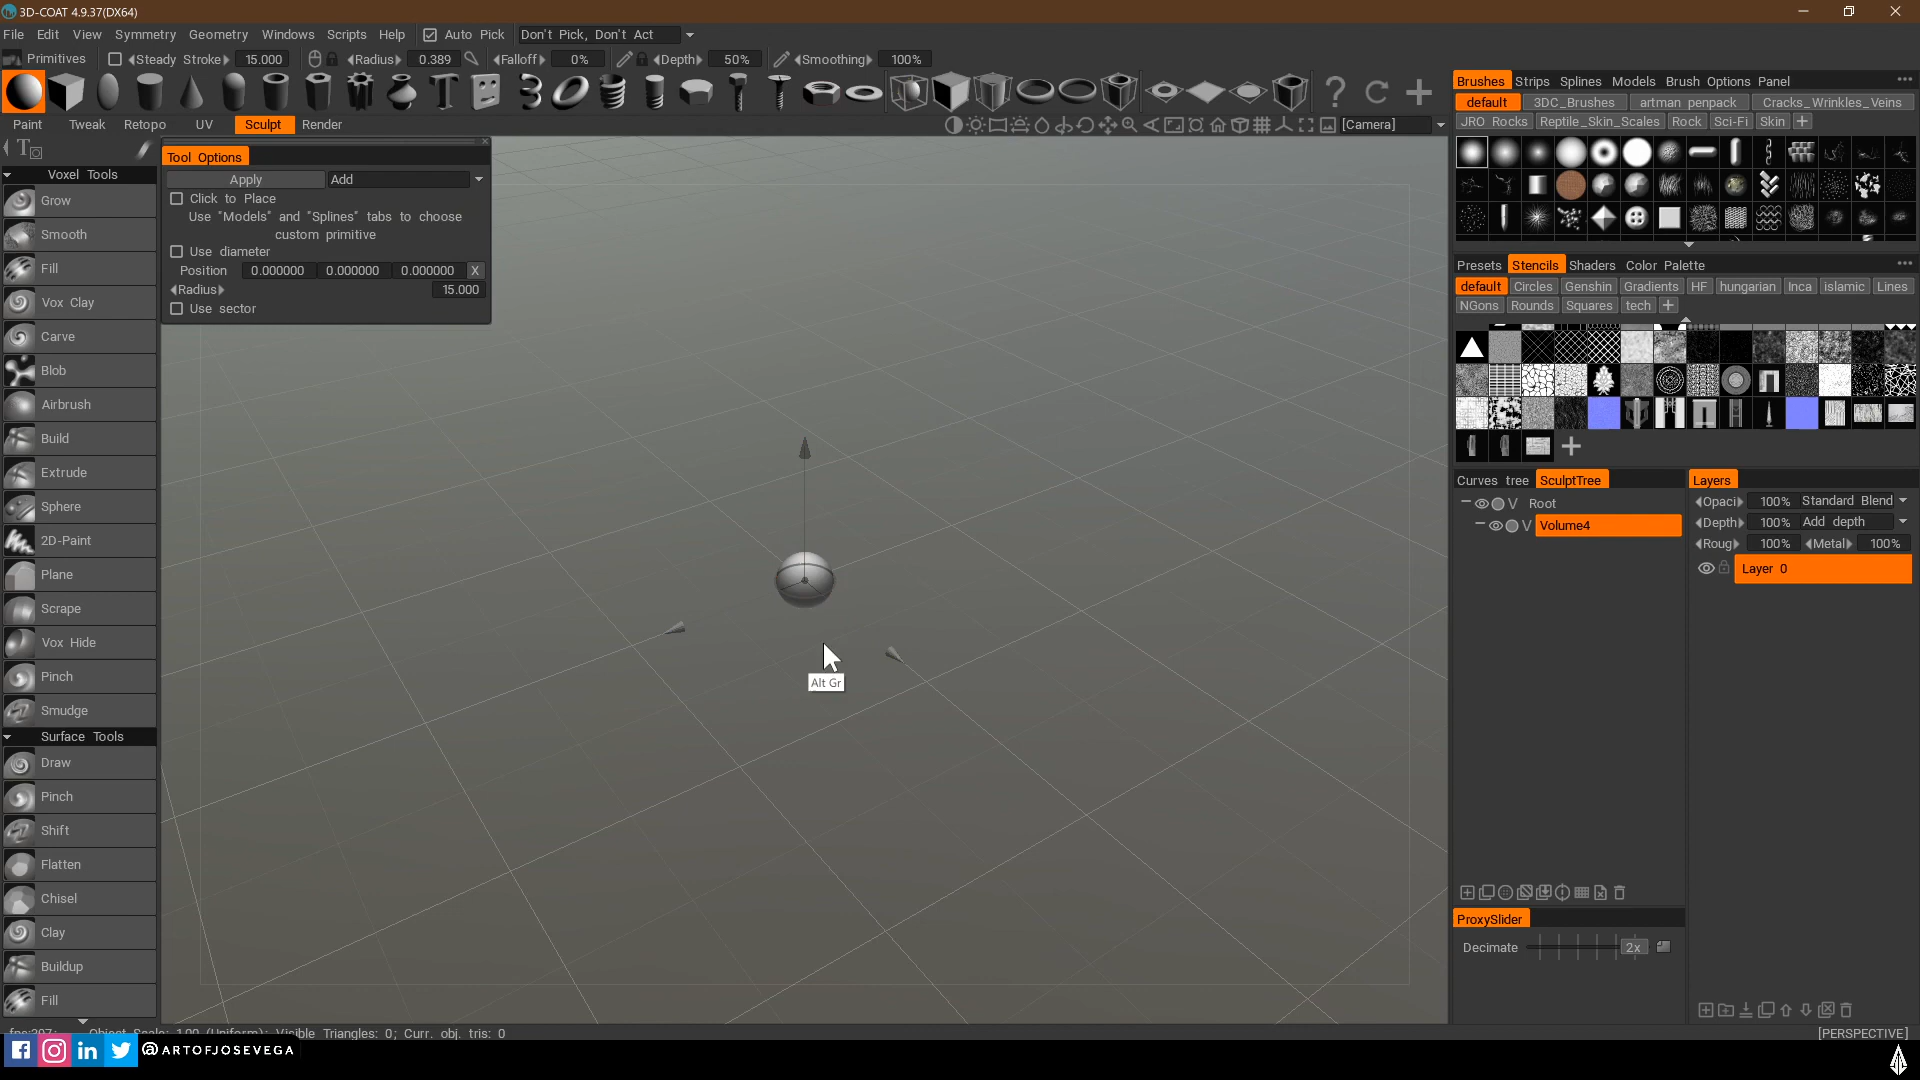 3D-COAT 4.9.37(DX64)
File Edit View Symmetry Geometry Windows Scripts Help Auto Pick Don't Pick, Don't Act
Primitives Steady Stroke 15.000 Radius 0.389 Falloff 0% Depth 50% Smoothing 100%
Paint Tweak Retopo UV Sculpt Render [Camera]
Tool Options
Apply Add
Click to Place
Use "Models" and "Splines" tabs to choose
custom primitive
Use diameter
Position 0.000000 0.000000 0.000000 X
Radius 15.000
Use sector
Voxel Tools
Grow
Smooth
Fill
Vox Clay
Carve
Blob
Airbrush
Build
Extrude
Sphere
2D-Paint
Plane
Scrape
Vox Hide
Pinch
Smudge
Surface Tools
Draw
Pinch
Shift
Flatten
Chisel
Clay
Buildup
Fill
Alt Gr
Brushes Strips Splines Models Brush Options Panel
default 3DC_Brushes artman penpack Cracks_Wrinkles_Veins
JRO Rocks Reptile_Skin_Scales Rock Sci-Fi Skin +
Presets Stencils Shaders Color Palette
default Circles Genshin Gradients HF hungarian Inca islamic Lines
NGons Rounds Squares tech +
Curves tree SculptTree
V Root
V Volume4
Layers
Opaci 100% Standard Blend
Depth 100% Add depth
Roug 100% Metal 100%
Layer 0
ProxySlider
Decimate 2x
Object Scale: 1.00 (Uniform); Visible Triangles: 0; Curr. obj. tris: 0
[PERSPECTIVE]
@ARTOFJOSEVEGA